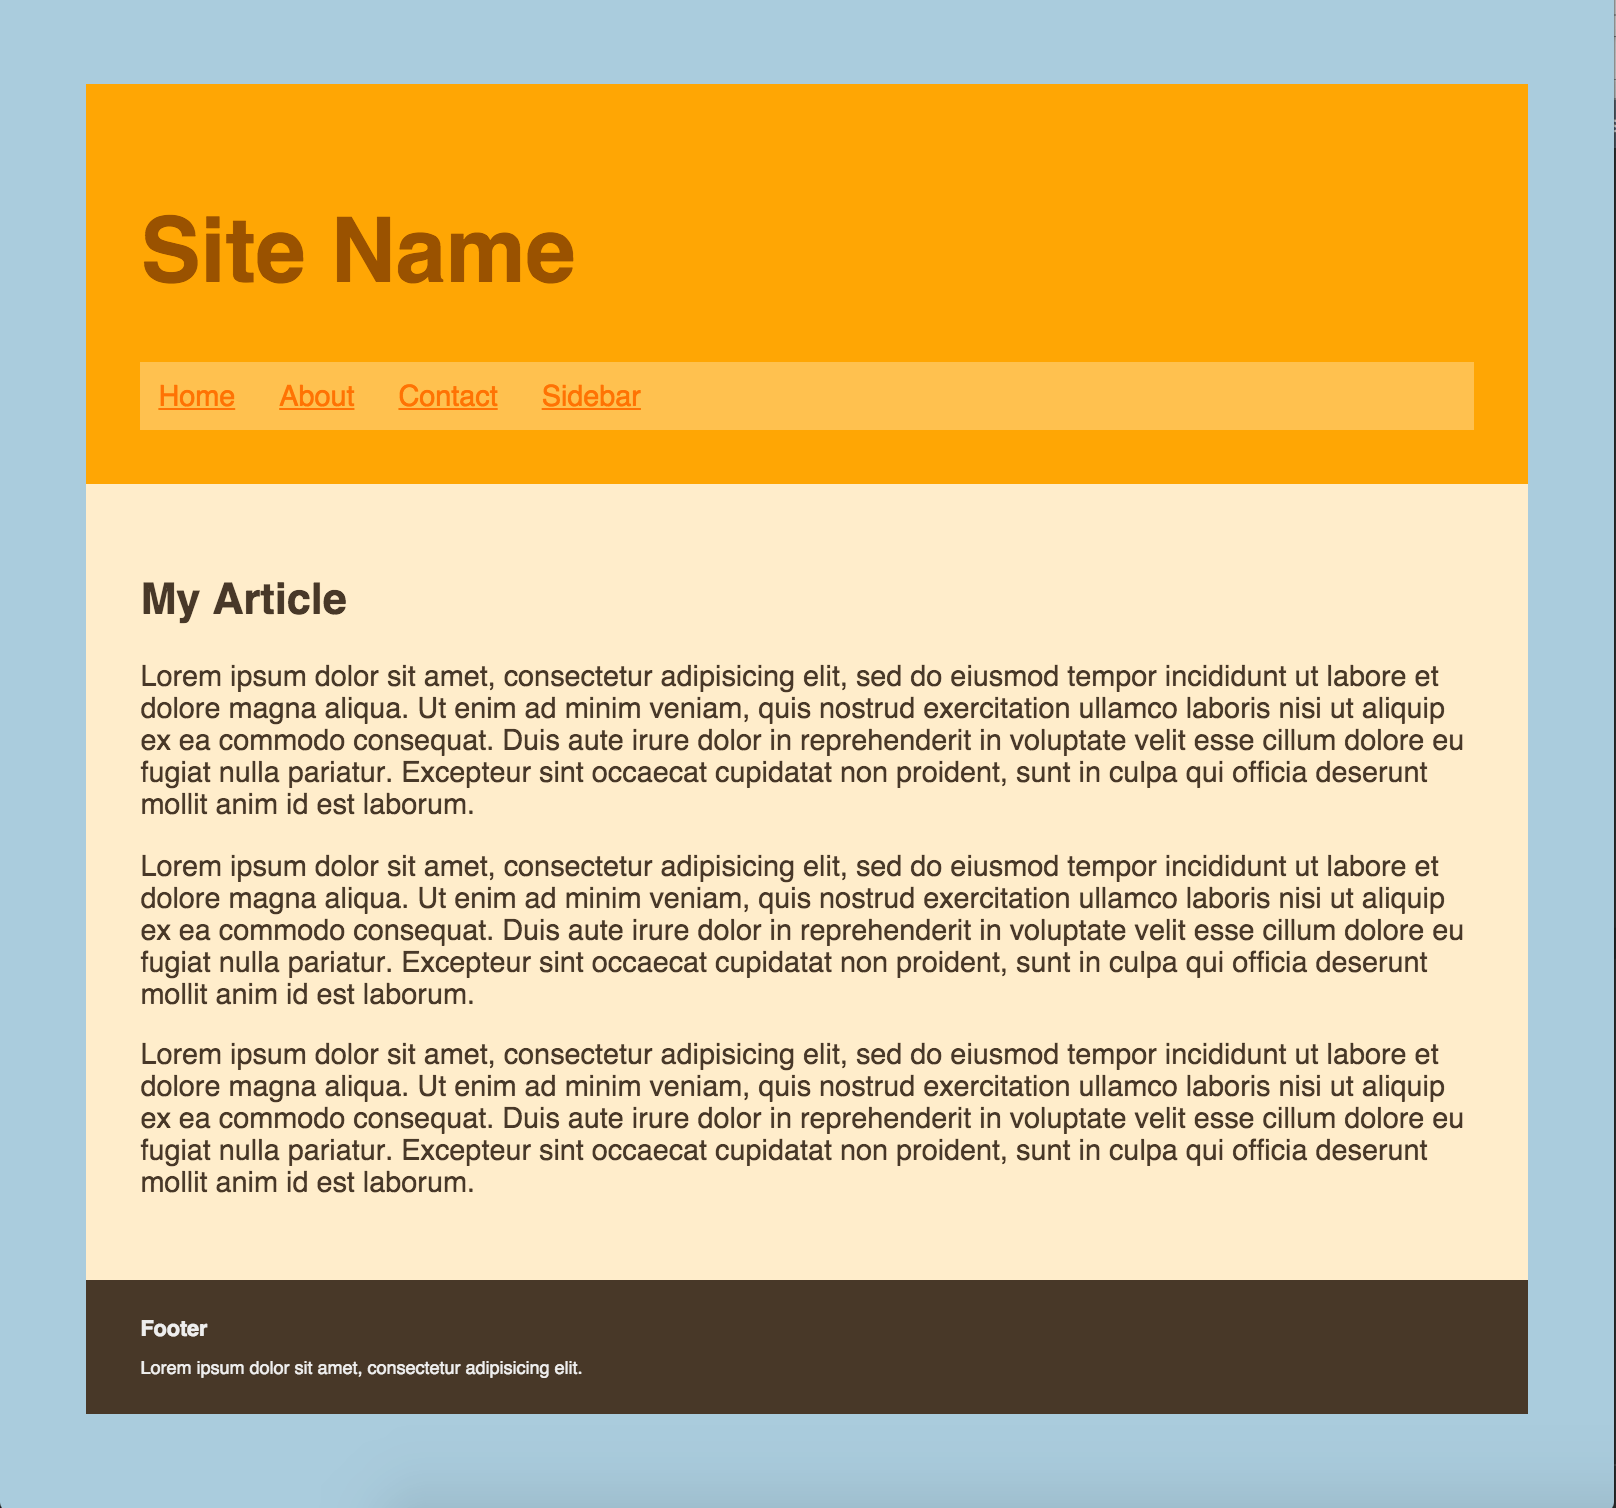 Site Name
Home About Contact Sidebar
My Article
Lorem ipsum dolor sit amet, consectetur adipisicing elit, sed do eiusmod tempor incididunt ut labore et
dolore magna aliqua. Ut enim ad minim veniam, quis nostrud exercitation ullamco laboris nisi ut aliquip
ex ea commodo consequat. Duis aute irure dolor in reprehenderit in voluptate velit esse cillum dolore eu
fugiat nulla pariatur. Excepteur sint occaecat cupidatat non proident, sunt in culpa qui officia deserunt
mollit anim id est laborum.
Lorem ipsum dolor sit amet, consectetur adipisicing elit, sed do eiusmod tempor incididunt ut labore et
dolore magna aliqua. Ut enim ad minim veniam, quis nostrud exercitation ullamco laboris nisi ut aliquip
ex ea commodo consequat. Duis aute irure dolor in reprehenderit in voluptate velit esse cillum dolore eu
fugiat nulla pariatur. Excepteur sint occaecat cupidatat non proident, sunt in culpa qui officia deserunt
mollit anim id est laborum.
Lorem ipsum dolor sit amet, consectetur adipisicing elit, sed do eiusmod tempor incididunt ut labore et
dolore magna aliqua. Ut enim ad minim veniam, quis nostrud exercitation ullamco laboris nisi ut aliquip
ex ea commodo consequat. Duis aute irure dolor in reprehenderit in voluptate velit esse cillum dolore eu
fugiat nulla pariatur. Excepteur sint occaecat cupidatat non proident, sunt in culpa qui officia deserunt
mollit anim id est laborum.
Footer
Lorem ipsum dolor sit amet, consectetur adipisicing elit.